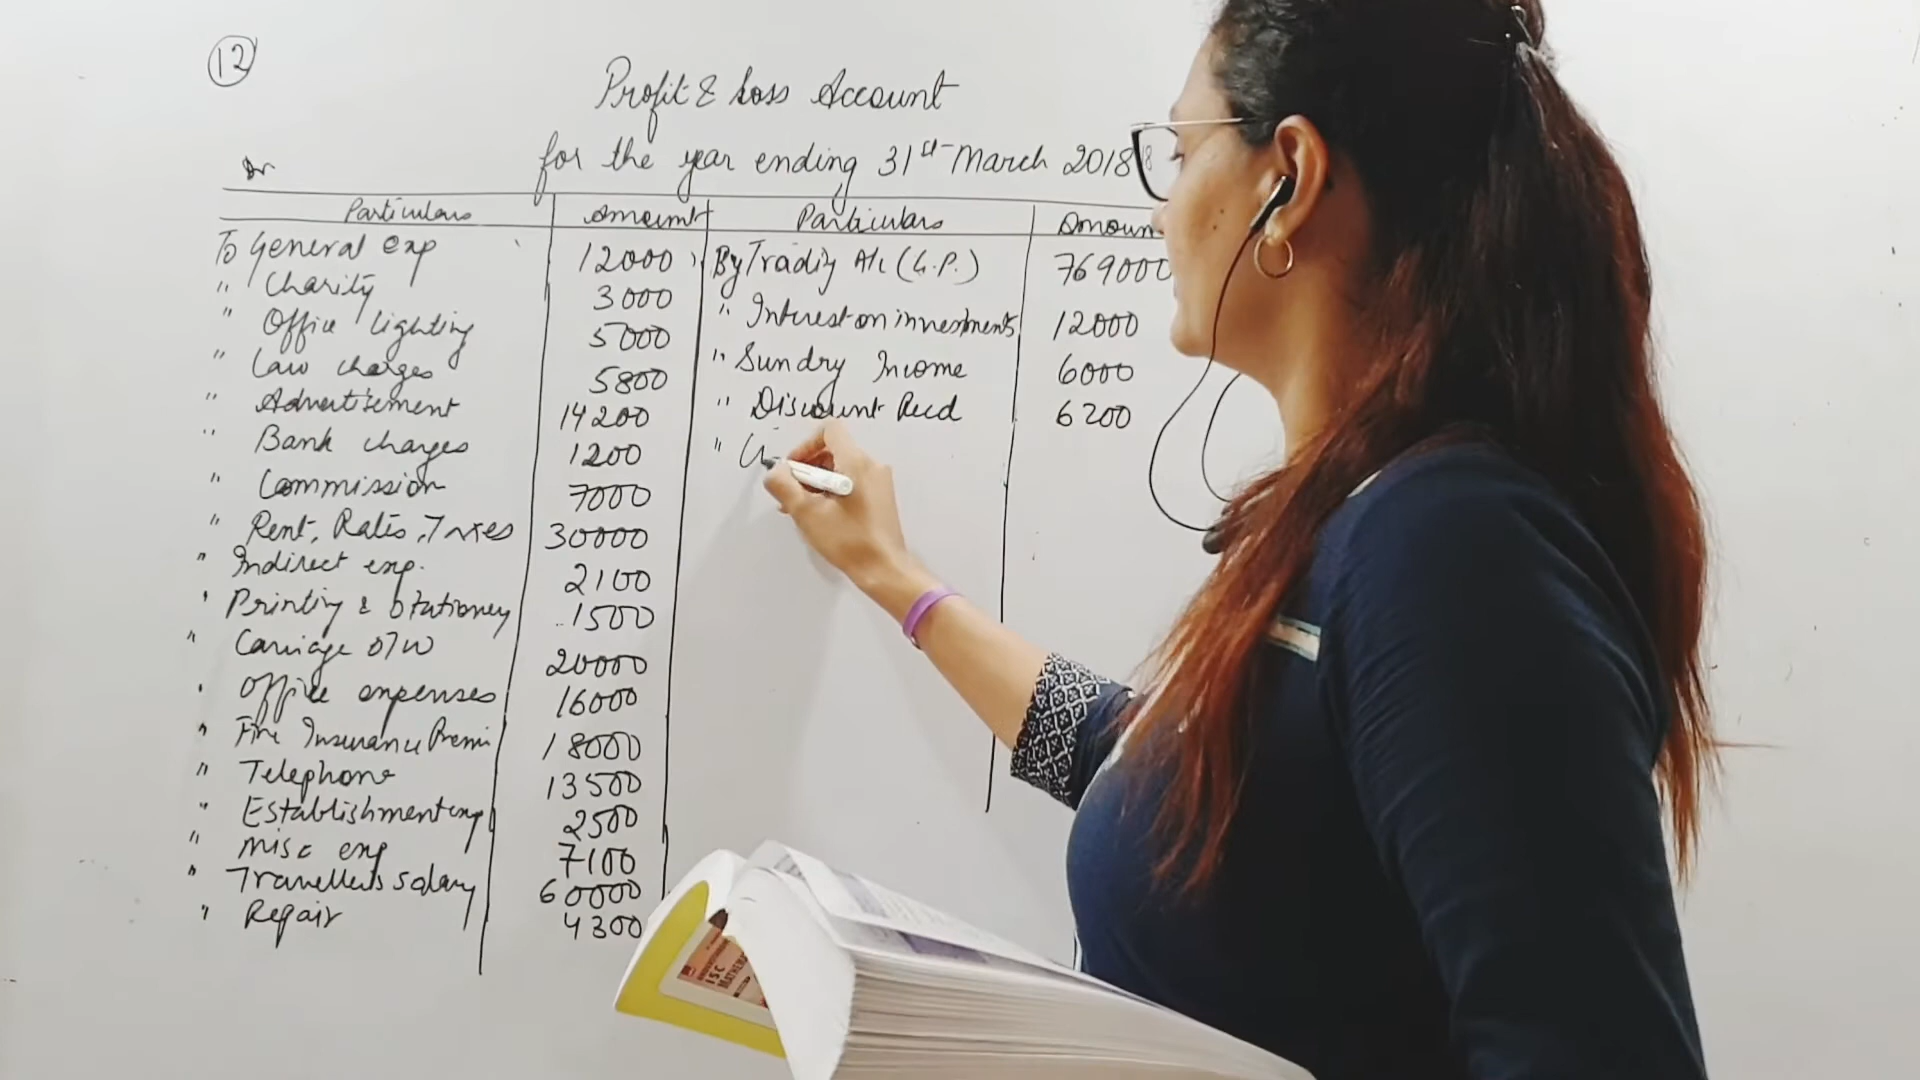 12
Profit & Loss Account
for the year ending 31st March 2018
Dr
Particulars Amount Particulars Amoun
To General exp 12000 By Trading A/c (G.P.) 769000
" Charity 3000 " Interest on investments 12000
" Office lighting 5000 " Sundry Income 6000
" Law charges 5800 " Discount Recd 6200
" Advertisement 14200 "
" Bank charges 1200
" Commission 7000
" Rent, Rates, Taxes 30000
" Indirect exp. 2100
" Printing & Stationery 1500
" Carriage O/W 20000
" Office expenses 16000
" Fire Insurance Premi 18000
" Telephone 13500
" Establishment exp 2500
" Misc exp 7100
" Travellers salary 60000
" Repair 4300
ISC